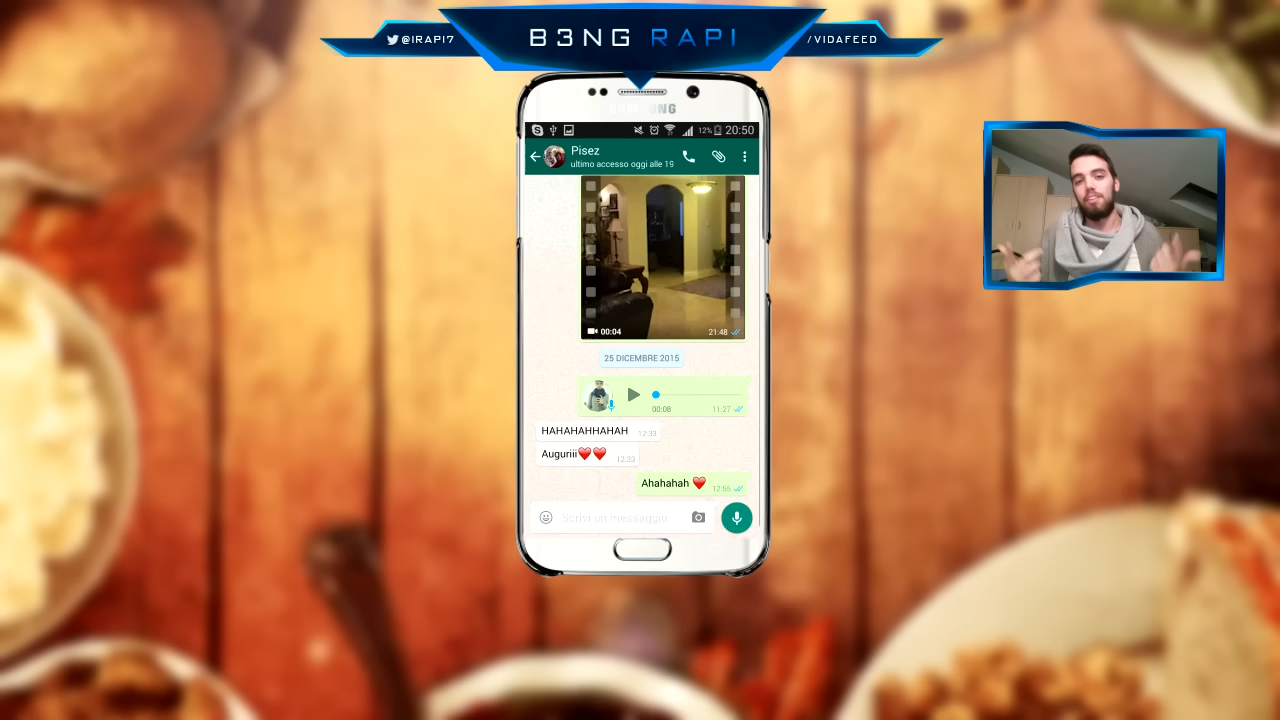 @IRAPI7
B3NG RAPI
/VIDAFEED
SAMSUNG
12% 20:50
Pisez
ultimo accesso oggi alle 19
00:04 21:48
25 DICEMBRE 2015
00:08 11:27
HAHAHAHHAHAH 12:33
Auguriii❤️❤️ 12:33
Ahahahah ❤️ 12:55
Scrivi un messaggio